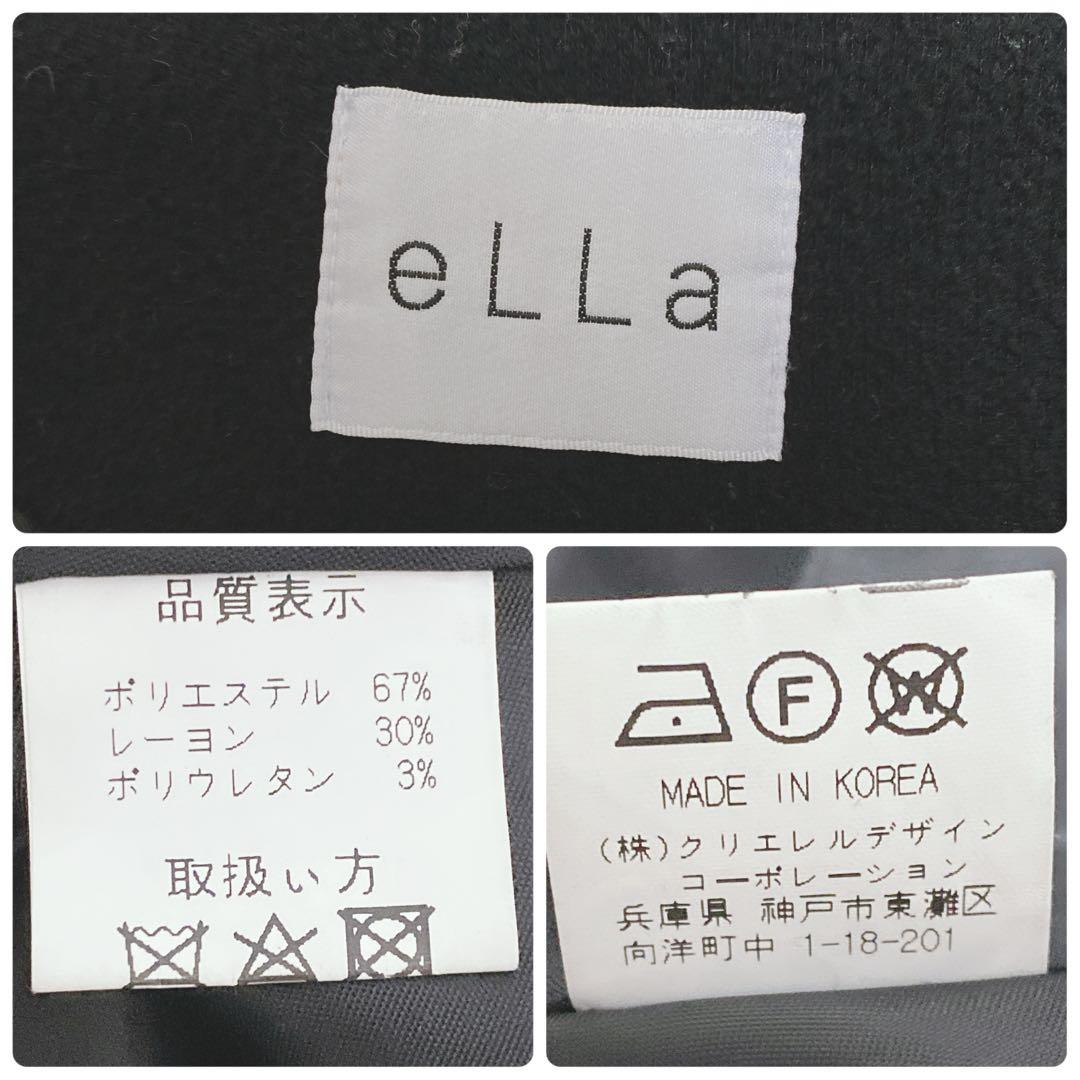 eLLa
品質表示
ポリエステル 67%
レーヨン 30%
ポリウレタン 3%
取扱い方
F W
MADE IN KOREA
(株)クリエレルデザイン
コーポレーション
兵庫県 神戸市東灘区
向洋町中 1-18-201